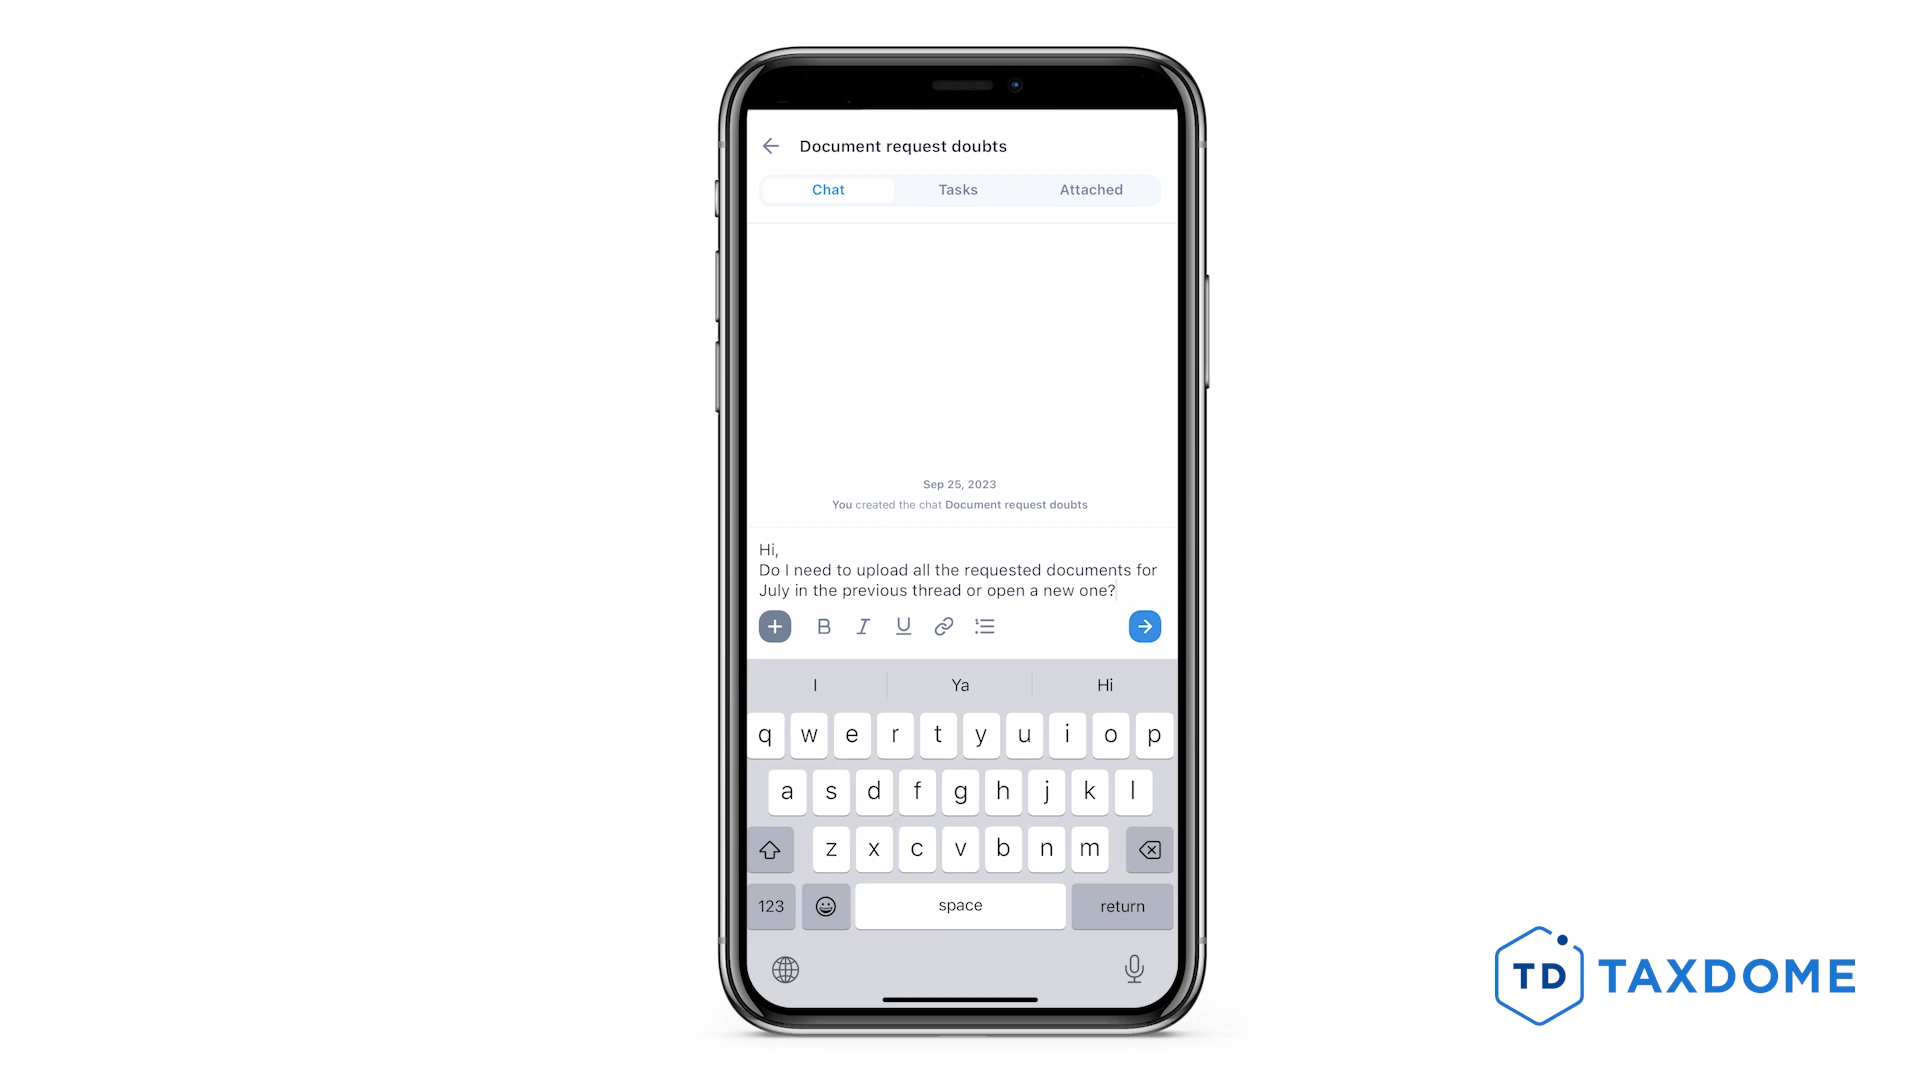 Document request doubts
Chat Tasks Attached
Sep 25, 2023
You created the chat Document request doubts
Hi,
Do I need to upload all the requested documents for
July in the previous thread or open a new one?
B I U
I Ya Hi
q w e r t y u i o p
a s d f g h j k l
z x c v b n m
123 space return
TD TAXDOME